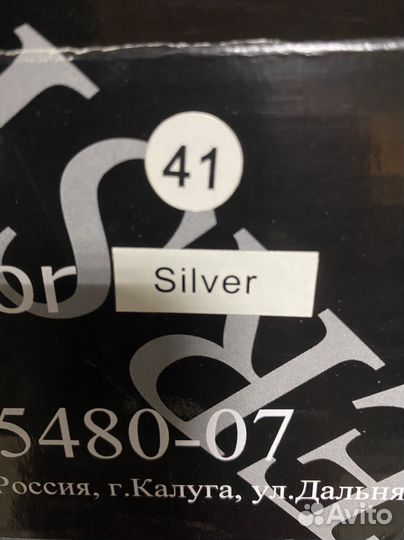 41
or Silver
5480-07
Россия, г.Калуга, ул.Дальня
Avito